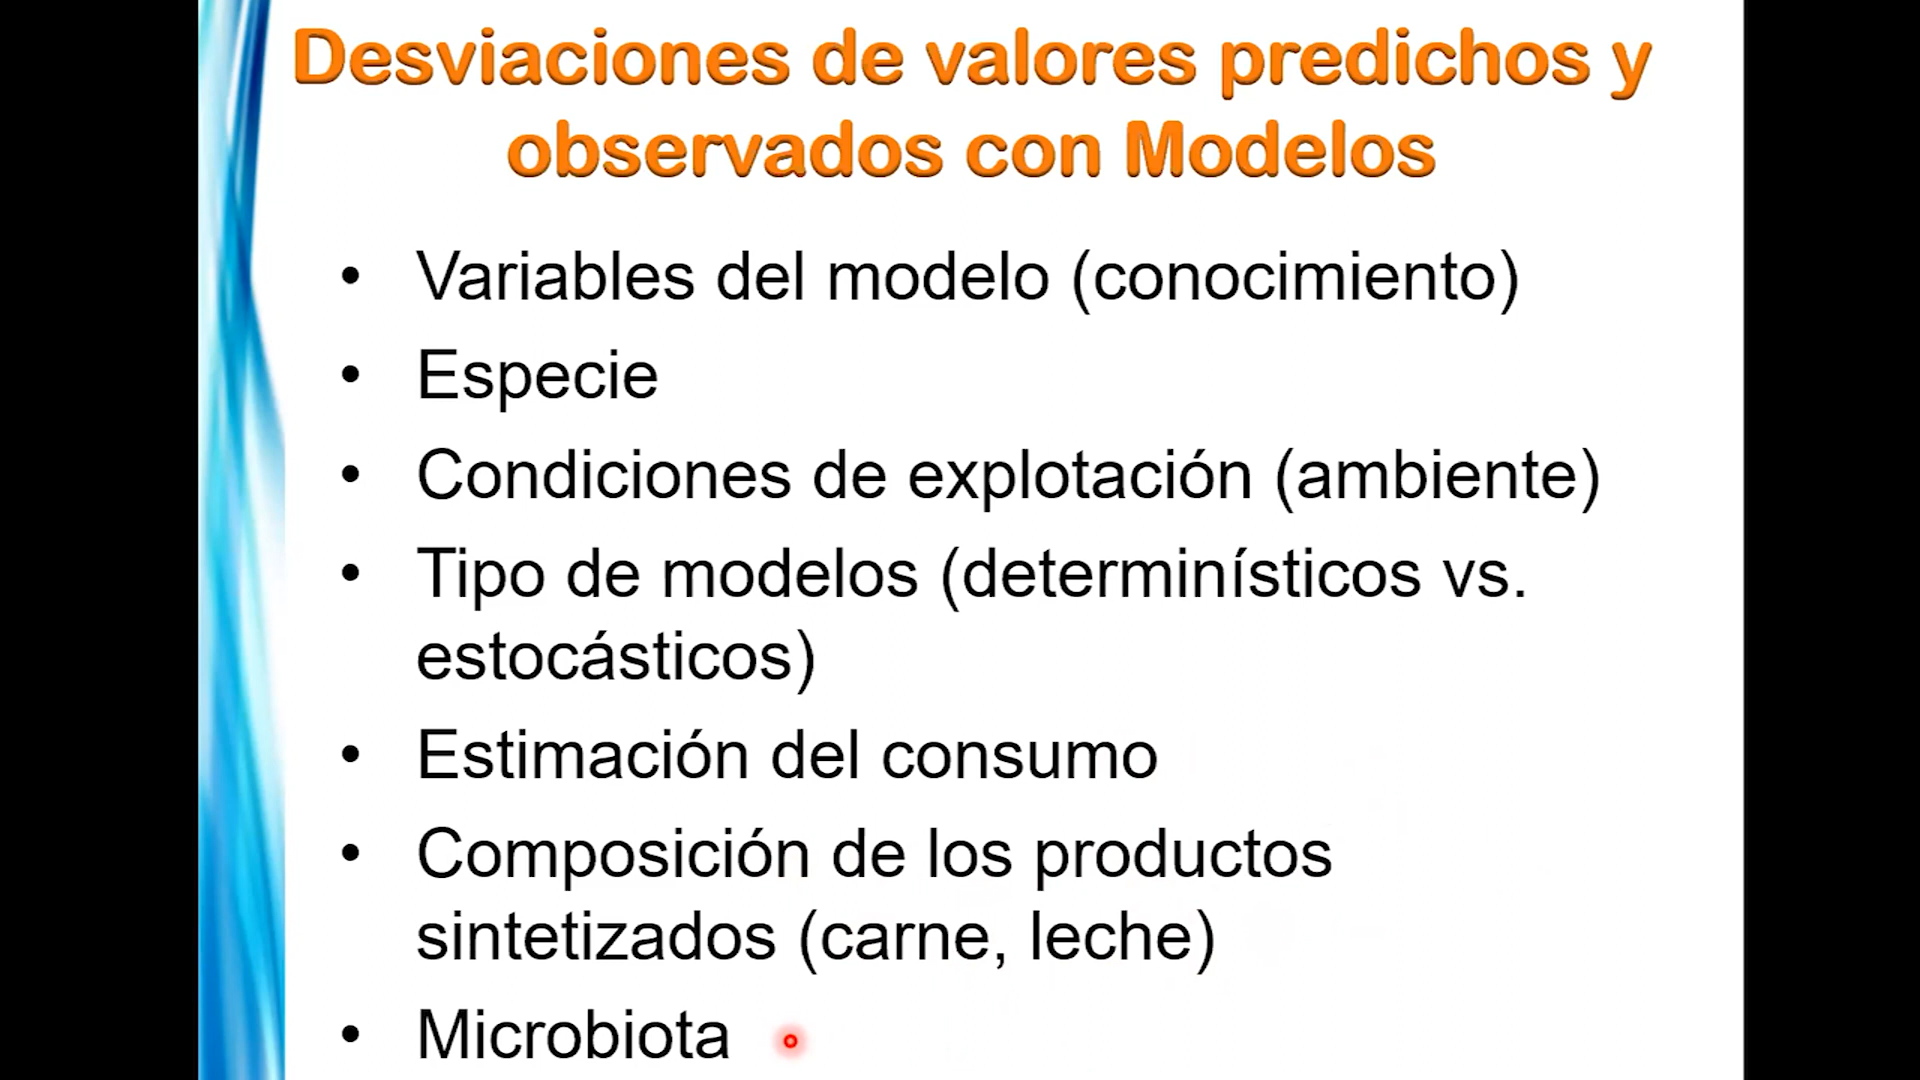 Desviaciones de valores predichos y
observados con Modelos
• Variables del modelo (conocimiento)
• Especie
• Condiciones de explotación (ambiente)
• Tipo de modelos (determinísticos vs.
estocásticos)
• Estimación del consumo
• Composición de los productos
sintetizados (carne, leche)
• Microbiota